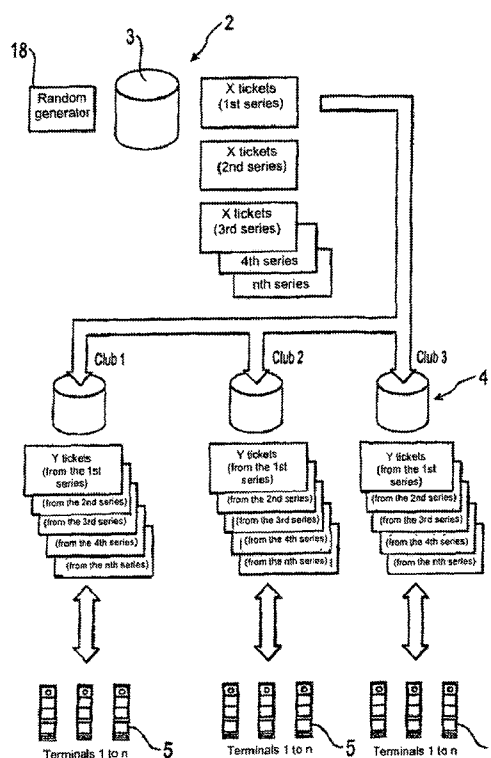 3
2
18
Random
generator
X tickets
(1st series)
X tickets
(2nd series)
X tickets
(3rd series)
4th series
nth series
Club 1
Club 2
Club 3
4
Y tickets
(from the 1st
series)
(from the 2nd series)
(from the 3rd series)
(from the 4th series)
(from the nth series)
Y tickets
(from the 1st
series)
(from the 2nd series)
(from the 3rd series)
(from the 4th series)
(from the nth series)
Y tickets
(from the 1st
series)
(from the 2nd series)
(from the 3rd series)
(from the 4th series)
(from the nth series)
5
5
Terminals 1 to n
Terminals 1 to n
Terminals 1 to n